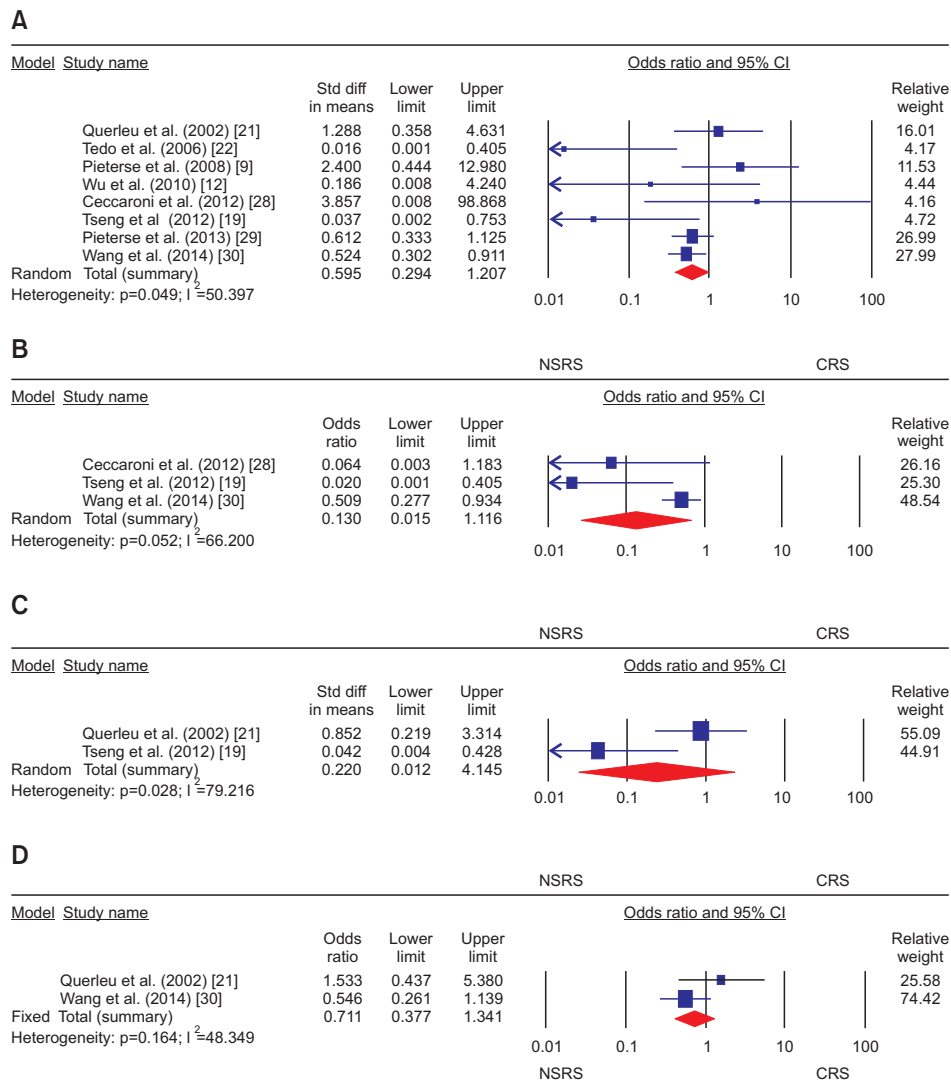 A
Model Study name Odds ratio and 95% CI
Std diff in means Lower limit Upper limit Relative weight
Querleu et al. (2002) [21] 1.288 0.358 4.631 16.01
Tedo et al. (2006) [22] 0.016 0.001 0.405 4.17
Pieterse et al. (2008) [9] 2.400 0.444 12.980 11.53
Wu et al. (2010) [12] 0.186 0.008 4.240 4.44
Ceccaroni et al. (2012) [28] 3.857 0.008 98.868 4.16
Tseng et al (2012) [19] 0.037 0.002 0.753 4.72
Pieterse et al. (2013) [29] 0.612 0.333 1.125 26.99
Wang et al. (2014) [30] 0.524 0.302 0.911 27.99
Random Total (summary) 0.595 0.294 1.207
Heterogeneity: p=0.049; I²=50.397
0.01 0.1 1 10 100
B
NSRS CRS
Model Study name Odds ratio and 95% CI
Odds ratio Lower limit Upper limit Relative weight
Ceccaroni et al. (2012) [28] 0.064 0.003 1.183 26.16
Tseng et al. (2012) [19] 0.020 0.001 0.405 25.30
Wang et al. (2014) [30] 0.509 0.277 0.934 48.54
Random Total (summary) 0.130 0.015 1.116
Heterogeneity: p=0.052; I²=66.200
0.01 0.1 1 10 100
C
NSRS CRS
Model Study name Odds ratio and 95% CI
Std diff in means Lower limit Upper limit Relative weight
Querleu et al. (2002) [21] 0.852 0.219 3.314 55.09
Tseng et al. (2012) [19] 0.042 0.004 0.428 44.91
Random Total (summary) 0.220 0.012 4.145
Heterogeneity: p=0.028; I²=79.216
0.01 0.1 1 10 100
D
NSRS CRS
Model Study name Odds ratio and 95% CI
Odds ratio Lower limit Upper limit Relative weight
Querleu et al. (2002) [21] 1.533 0.437 5.380 25.58
Wang et al. (2014) [30] 0.546 0.261 1.139 74.42
Fixed Total (summary) 0.711 0.377 1.341
Heterogeneity: p=0.164; I²=48.349
0.01 0.1 1 10 100
NSRS CRS